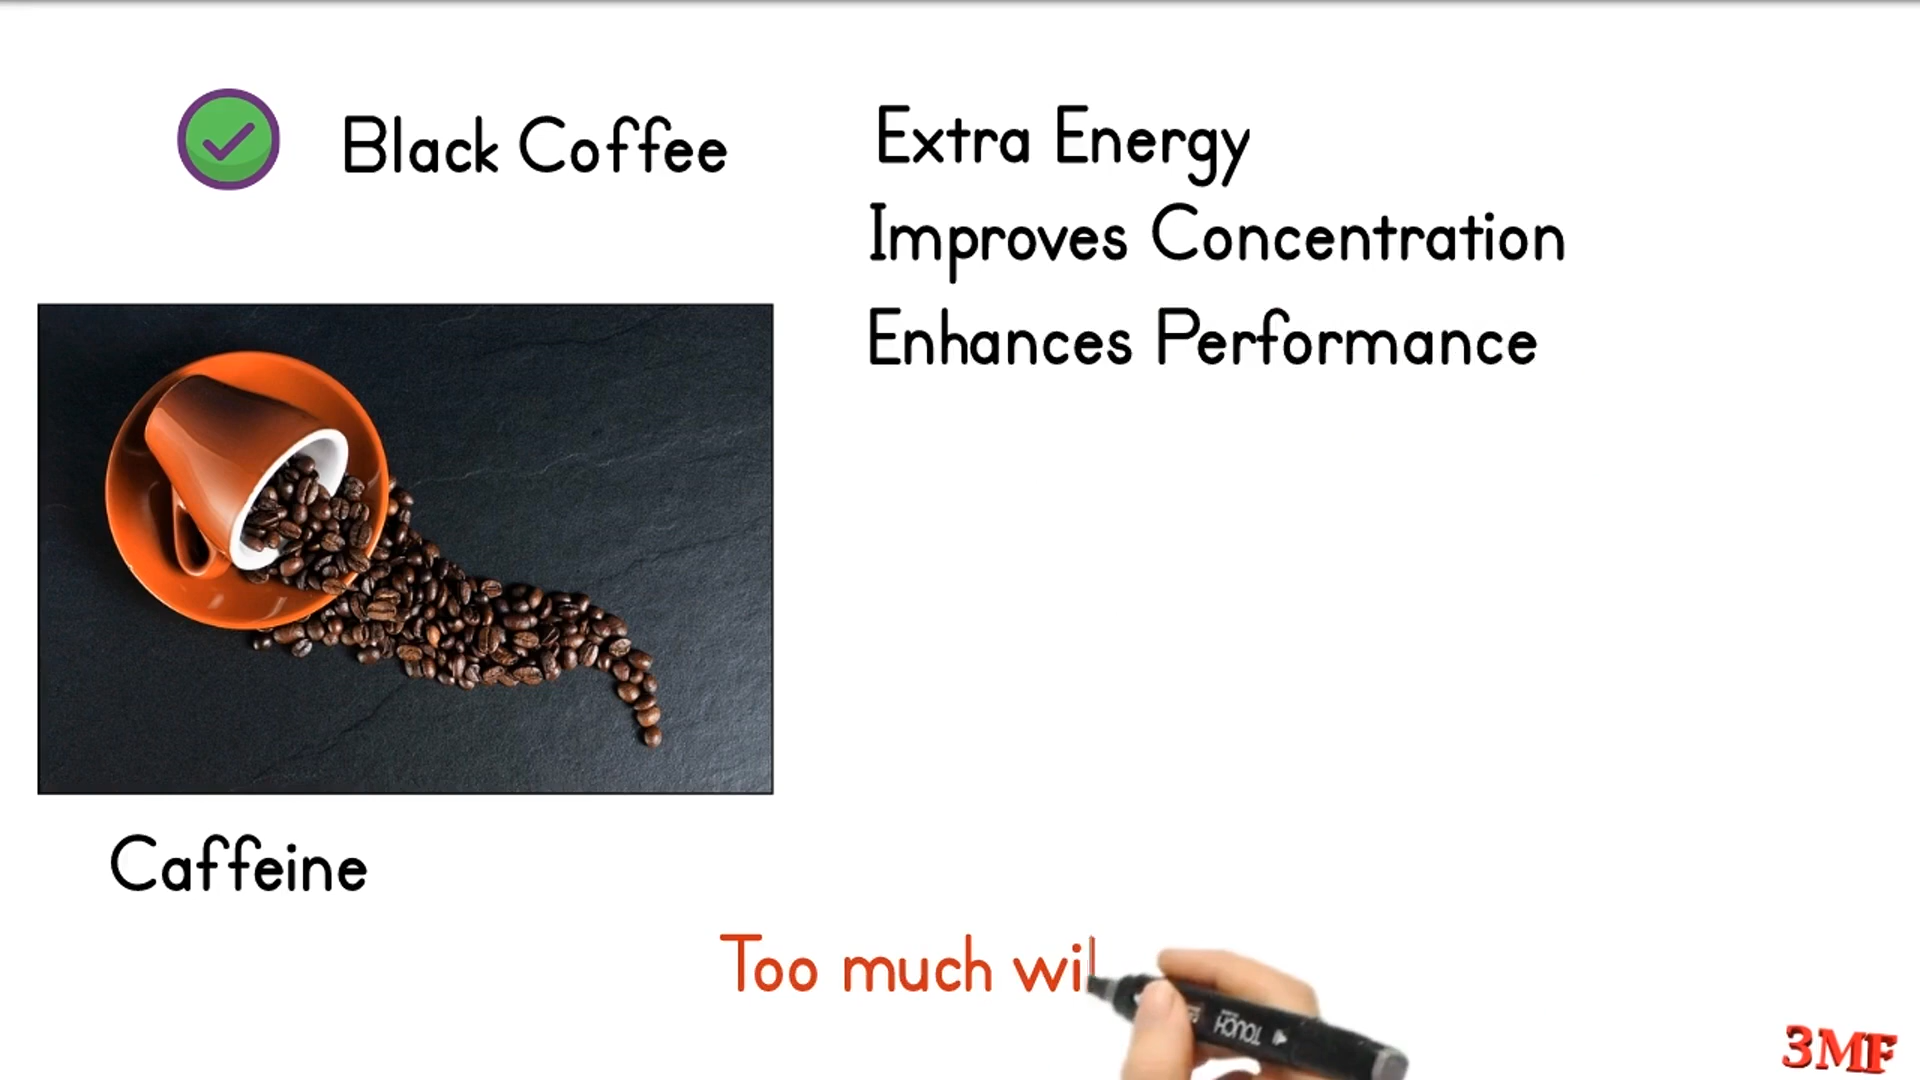 Black Coffee
Extra Energy
Improves Concentration
Enhances Performance
Caffeine
Too much wil
TOUCH
3MF